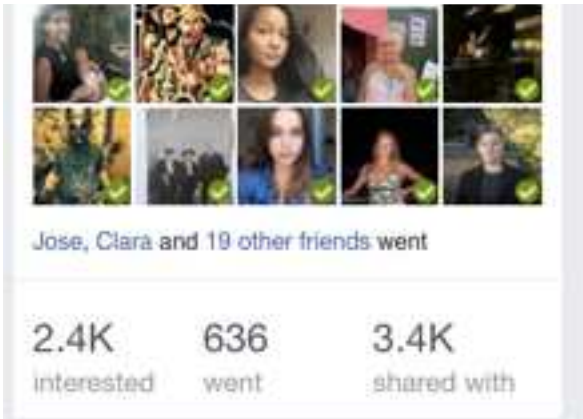 Jose, Clara and 19 other friends went
2.4K 636 3.4K
interested went shared with